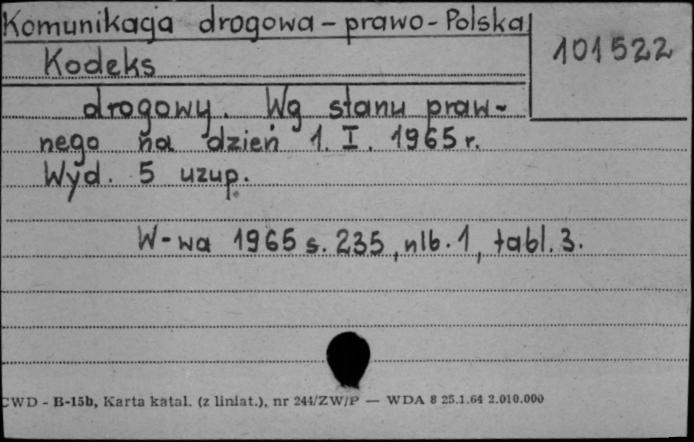 Komunikacja drogowa - prawo - Polska
101522
Kodeks
drogowy. Wg stanu praw-
nego na dzień 1. I. 1965 r.
Wyd. 5 uzup.
W-wa 1965 s. 235, nlb. 1, tabl. 3.
CWD - B-15b, Karta katal. (z liniat.), nr 244/ZW/P — WDA 8 25.1.64 2.010.000